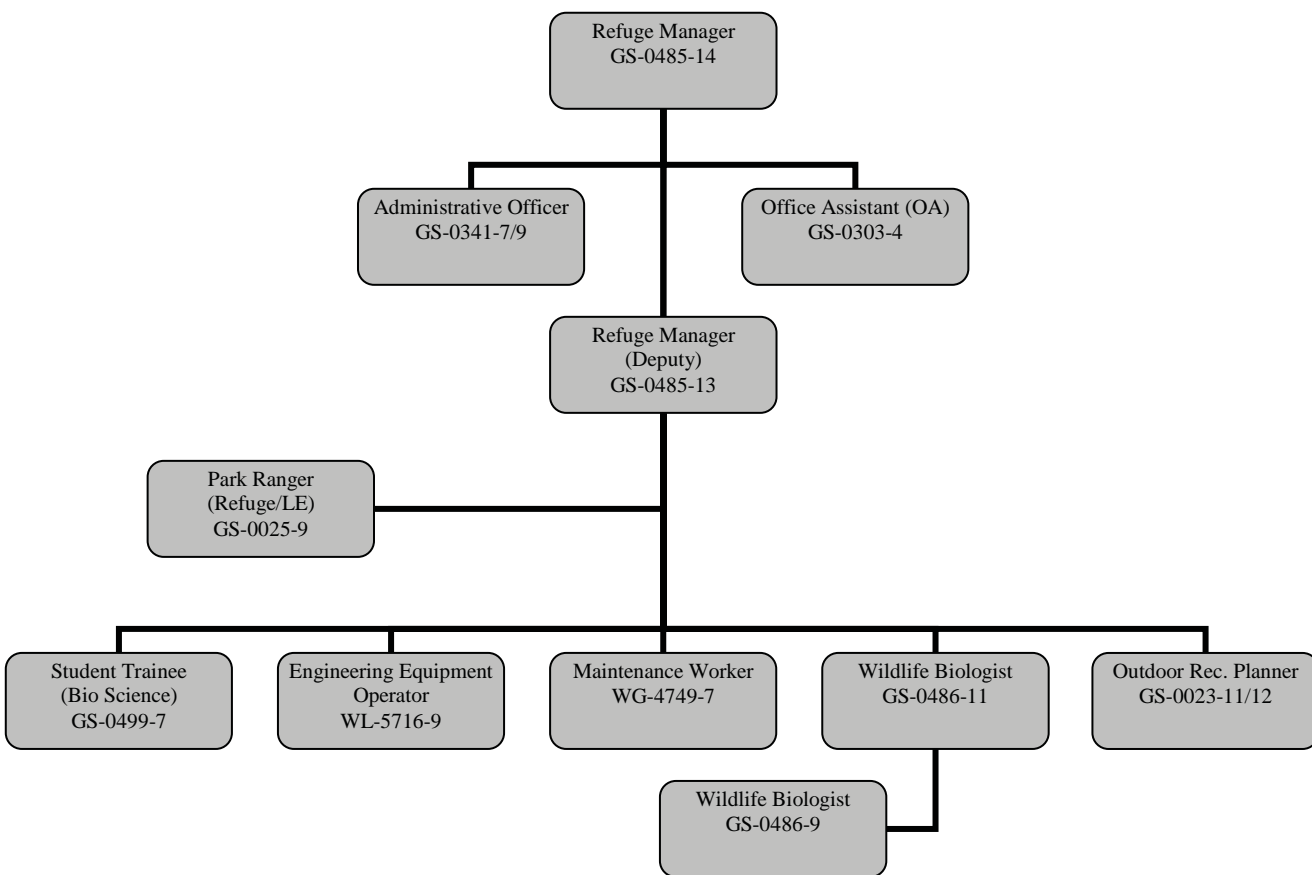 Refuge Manager
GS-0485-14
Administrative Officer
GS-0341-7/9
Office Assistant (OA)
GS-0303-4
Refuge Manager
(Deputy)
GS-0485-13
Park Ranger
(Refuge/LE)
GS-0025-9
Student Trainee
(Bio Science)
GS-0499-7
Engineering Equipment
Operator
WL-5716-9
Maintenance Worker
WG-4749-7
Wildlife Biologist
GS-0486-11
Outdoor Rec. Planner
GS-0023-11/12
Wildlife Biologist
GS-0486-9